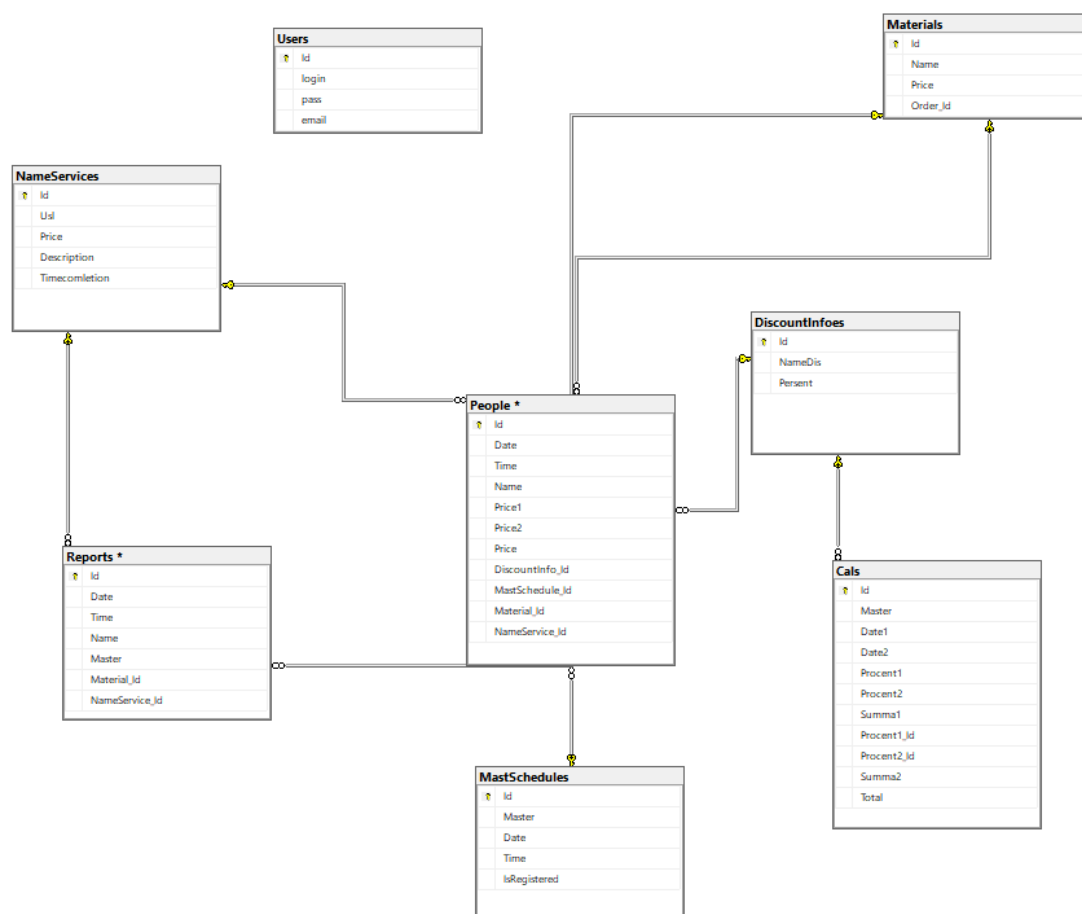 Users
Id
login
pass
email
Materials
Id
Name
Price
Order_Id
NameServices
Id
Usl
Price
Description
Timecomletion
DiscountInfoes
Id
NameDis
Persent
People *
Id
Date
Time
Name
Price1
Price2
Price
DiscountInfo_Id
MastSchedule_Id
Material_Id
NameService_Id
Reports *
Id
Date
Time
Name
Master
Material_Id
NameService_Id
Cals
Id
Master
Date1
Date2
Procent1
Procent2
Summa1
Procent1_Id
Procent2_Id
Summa2
Total
MastSchedules
Id
Master
Date
Time
IsRegistered